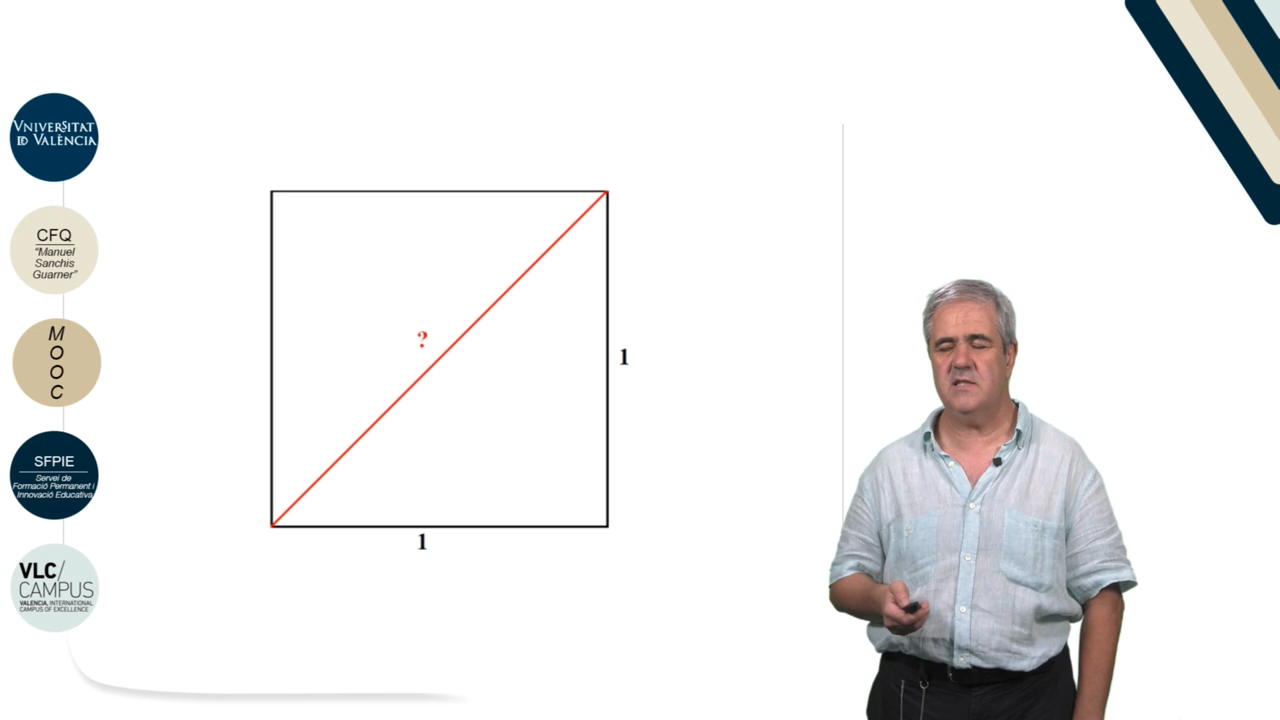 VNIVERSITAT
ID VALÈNCIA
CFQ
"Manuel
Sanchis
Guarner"
M
O
O
C
SFPIE
Servei de
Formació Permanent i
Innovació Educativa
VLC/
CAMPUS
VALENCIA, INTERNATIONAL
CAMPUS OF EXCELLENCE
?
1
1